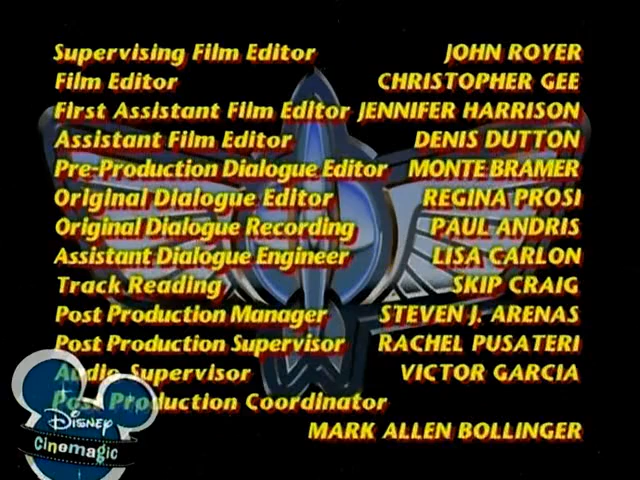 Supervising Film Editor JOHN ROYER
Film Editor CHRISTOPHER GEE
First Assistant Film Editor JENNIFER HARRISON
Assistant Film Editor DENIS DUTTON
Pre-Production Dialogue Editor MONTE BRAMER
Original Dialogue Editor REGINA PROSI
Original Dialogue Recording PAUL ANDRIS
Assistant Dialogue Engineer LISA CARLON
Track Reading SKIP CRAIG
Post Production Manager STEVEN J. ARENAS
Post Production Supervisor RACHEL PUSATERI
Audio Supervisor VICTOR GARCIA
Post Production Coordinator
MARK ALLEN BOLLINGER
DISNEY
Cinemagic